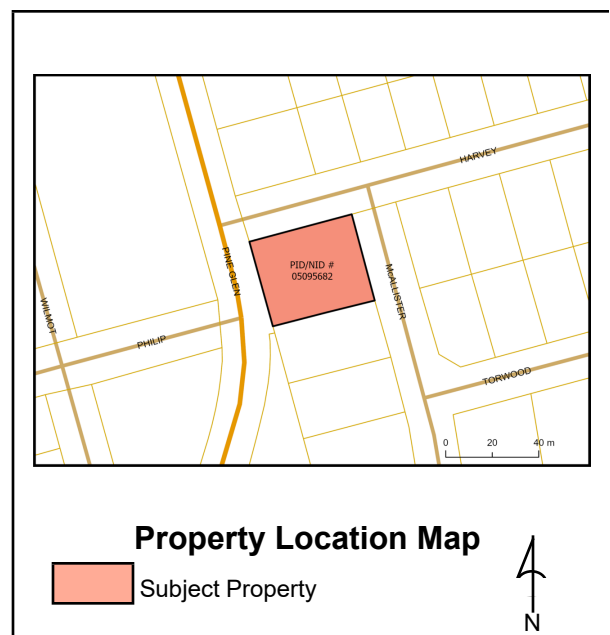 HARVEY
PID/NID #
05095682
PINE GLEN
McALLISTER
WILMOT
PHILIP
TORWOOD
0 20 40 m
Property Location Map
Subject Property
N